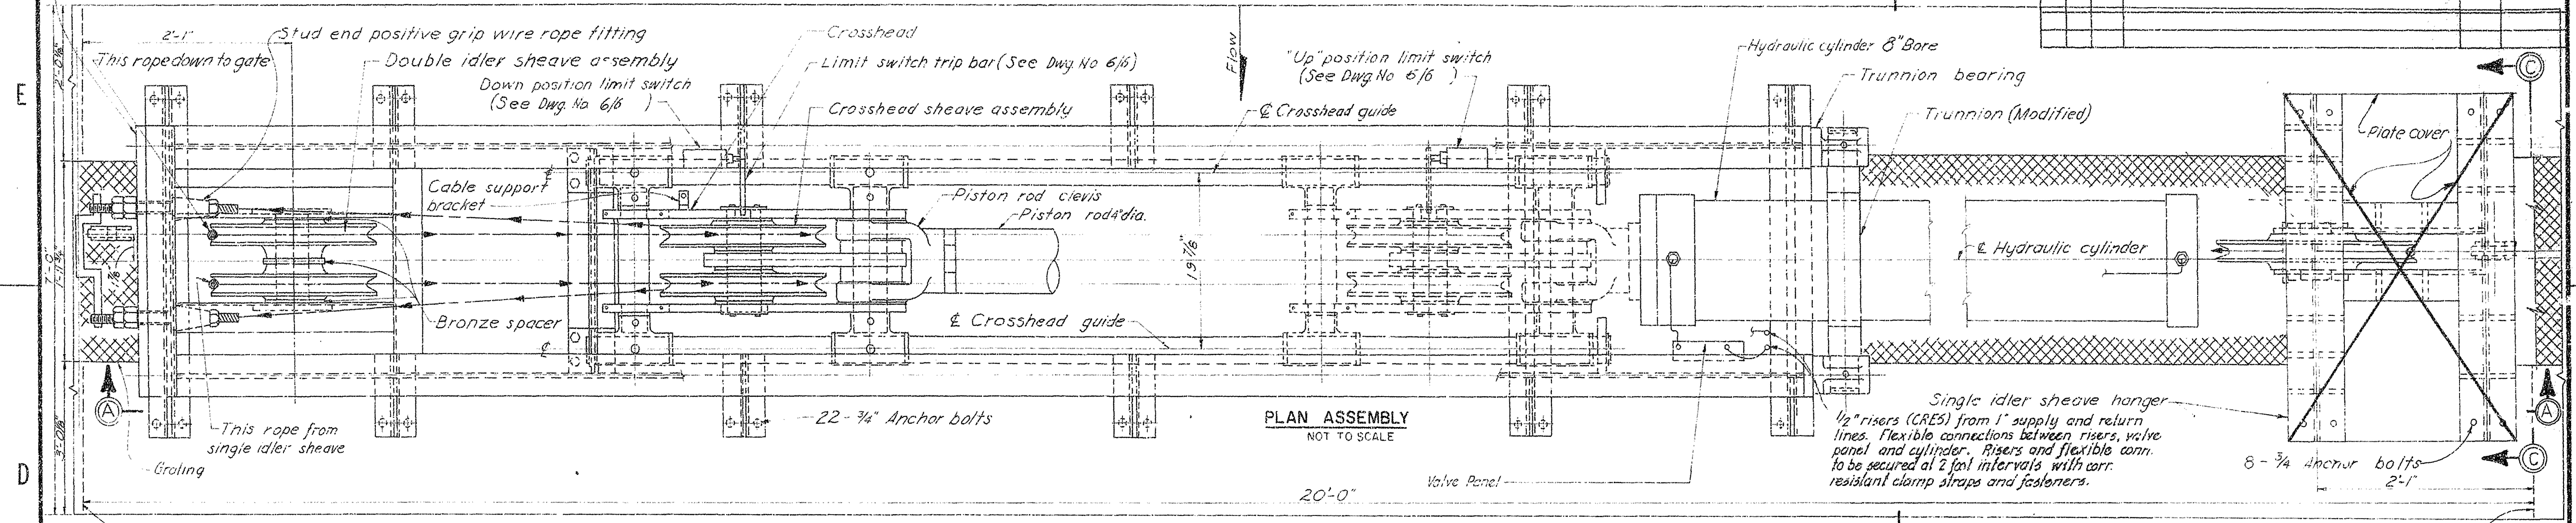 E
D
2'-1"
Stud end positive grip wire rope fitting
This rope down to gate
Double idler sheave assembly
Down position limit switch
(See Dwg. No. 6/6 )
Crosshead
Limit switch trip bar (See Dwg. No 6/6)
Crosshead sheave assembly
Flow
℄ Crosshead guide
"Up" position limit switch
(See Dwg. No 6/6 )
Hydraulic cylinder 8" Bore
Trunnion bearing
Trunnion (Modified)
Plate cover
C
Cable support
bracket
Piston rod clevis
Piston rod 4" dia.
1'-9 7/16"
℄ Hydraulic cylinder
7'-0"
Bronze spacer
℄
℄ Crosshead guide
A
This rope from
single idler sheave
Grating
22 - 3/4" Anchor bolts
PLAN ASSEMBLY
NOT TO SCALE
Valve Panel
1/2" risers (CRES) from 1" supply and return
lines. Flexible connections between risers, valve
panel and cylinder. Risers and flexible conn.
to be secured at 2 foot intervals with corr.
resistant clamp straps and fasteners.
Single idler sheave hanger
A
8 - 3/4 Anchor bolts
C
2'-1"
20'-0"